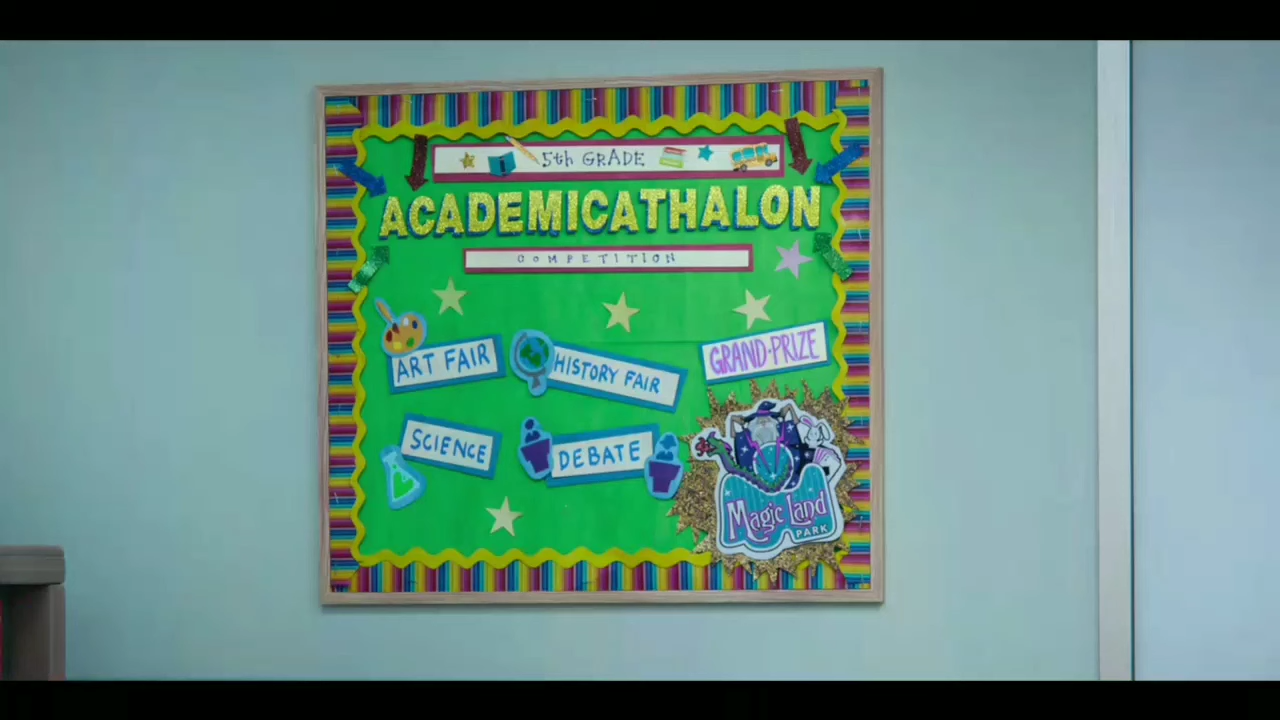 5th GRADE
ACADEMICATHALON
COMPETITION
ART FAIR
HISTORY FAIR
GRAND-PRIZE
SCIENCE
DEBATE
Magic Land
PARK